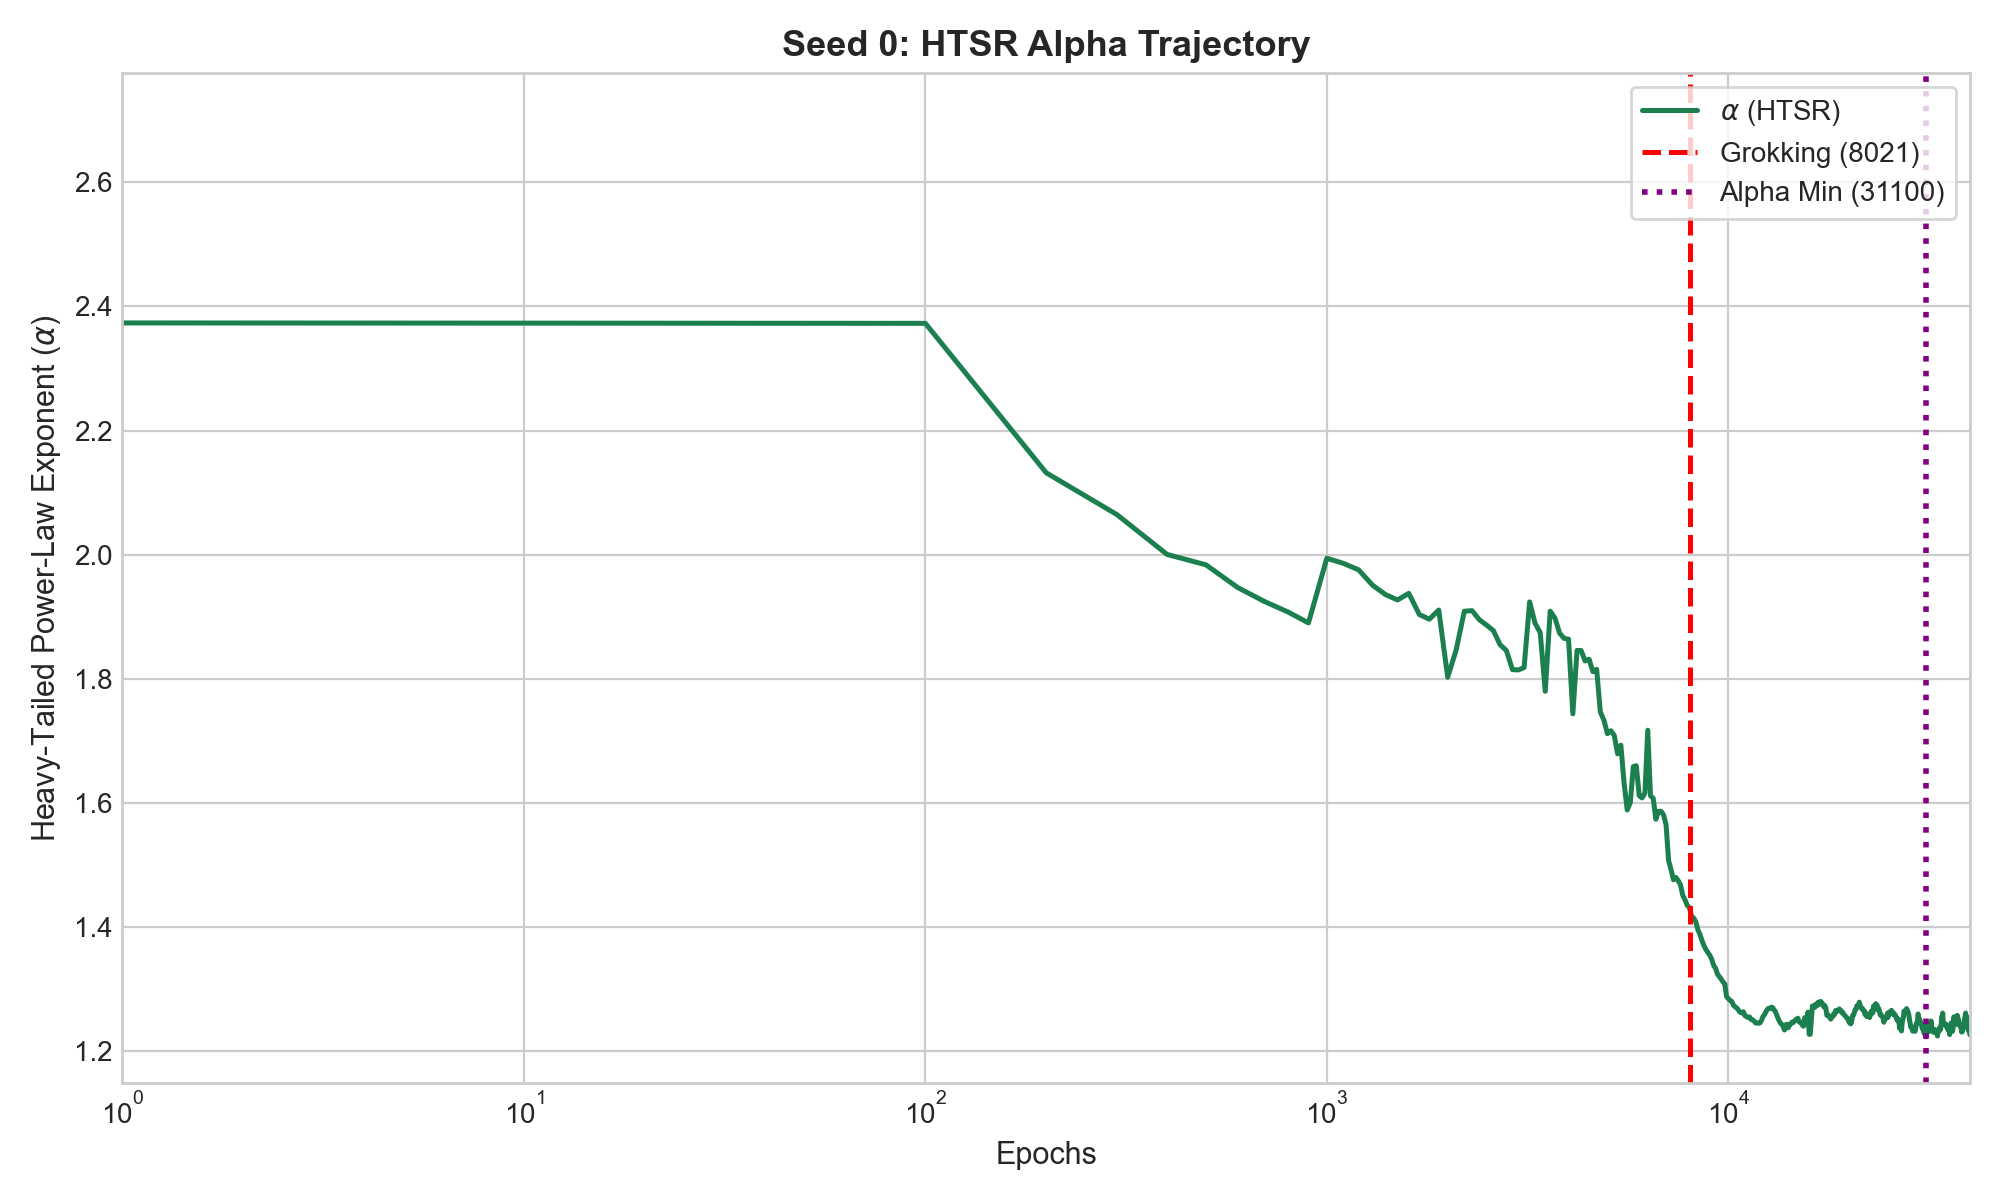 Seed 0: HTSR Alpha Trajectory
α (HTSR)
Grokking (8021)
Alpha Min (31100)
Heavy-Tailed Power-Law Exponent (α)
2.6
2.4
2.2
2.0
1.8
1.6
1.4
1.2
10⁰ 10¹ 10² 10³ 10⁴
Epochs